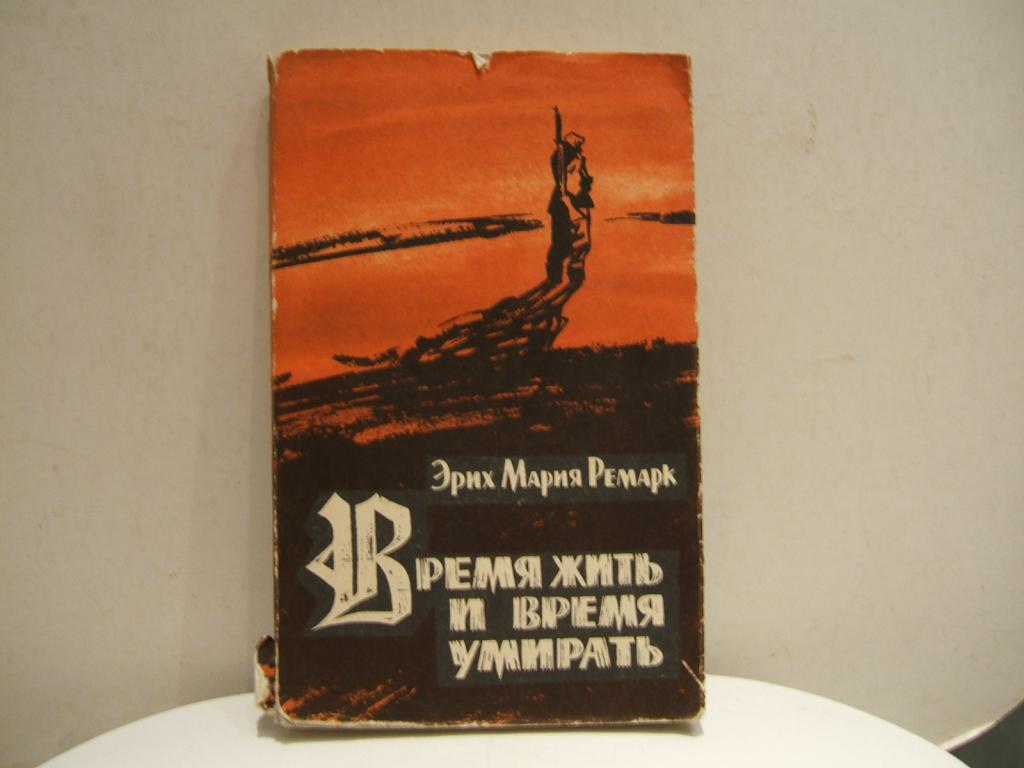 Эрих Мария Ремарк
Время жить
и время
умирать